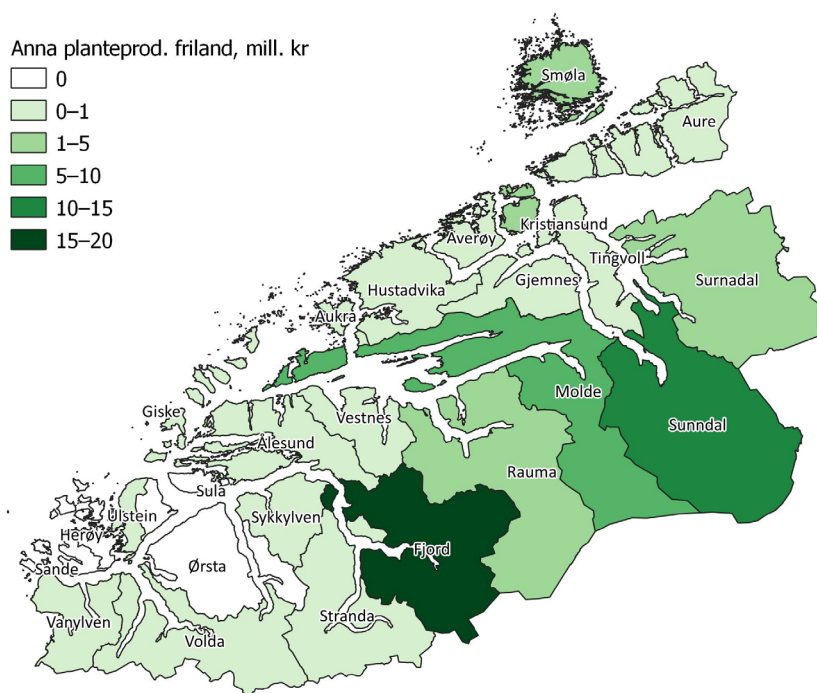 Anna planteprod. friland, mill. kr
0
0–1
1–5
5–10
10–15
15–20
Smøla
Aure
Kristiansund
Averøy
Tingvoll
Surnadal
Gjemnes
Hustadvika
Aukra
Molde
Giske
Vestnes
Sunndal
Ålesund
Rauma
Sula
Ulstein
Sykkylven
Herøy
Fjord
Sande
Ørsta
Stranda
Vanylven
Volda